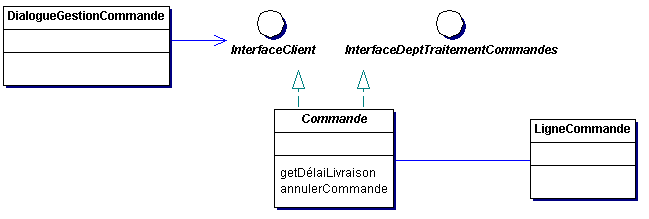 DialogueGestionCommande
InterfaceClient
InterfaceDeptTraitementCommandes
Commande
getDélaiLivraison
annulerCommande
LigneCommande